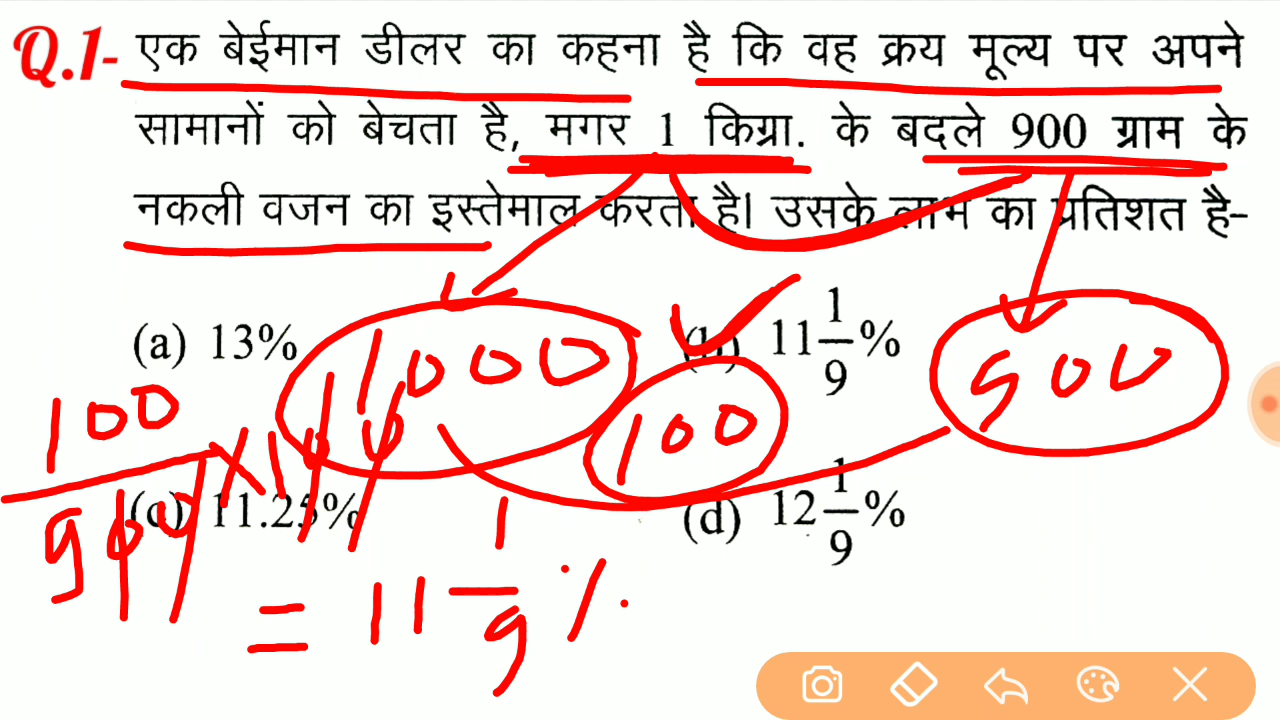 Q.1- एक बेईमान डीलर का कहना है कि वह क्रय मूल्य पर अपने
सामानों को बेचता है, मगर 1 किग्रा. के बदले 900 ग्राम के
नकली वजन का इस्तेमाल करता है। उसके लाभ का प्रतिशत है–
(a) 13% (b) 11 1/9 %
1000 900
100
100/900 × 100
(c) 11.25% (d) 12 1/9 %
= 11 1/9 %